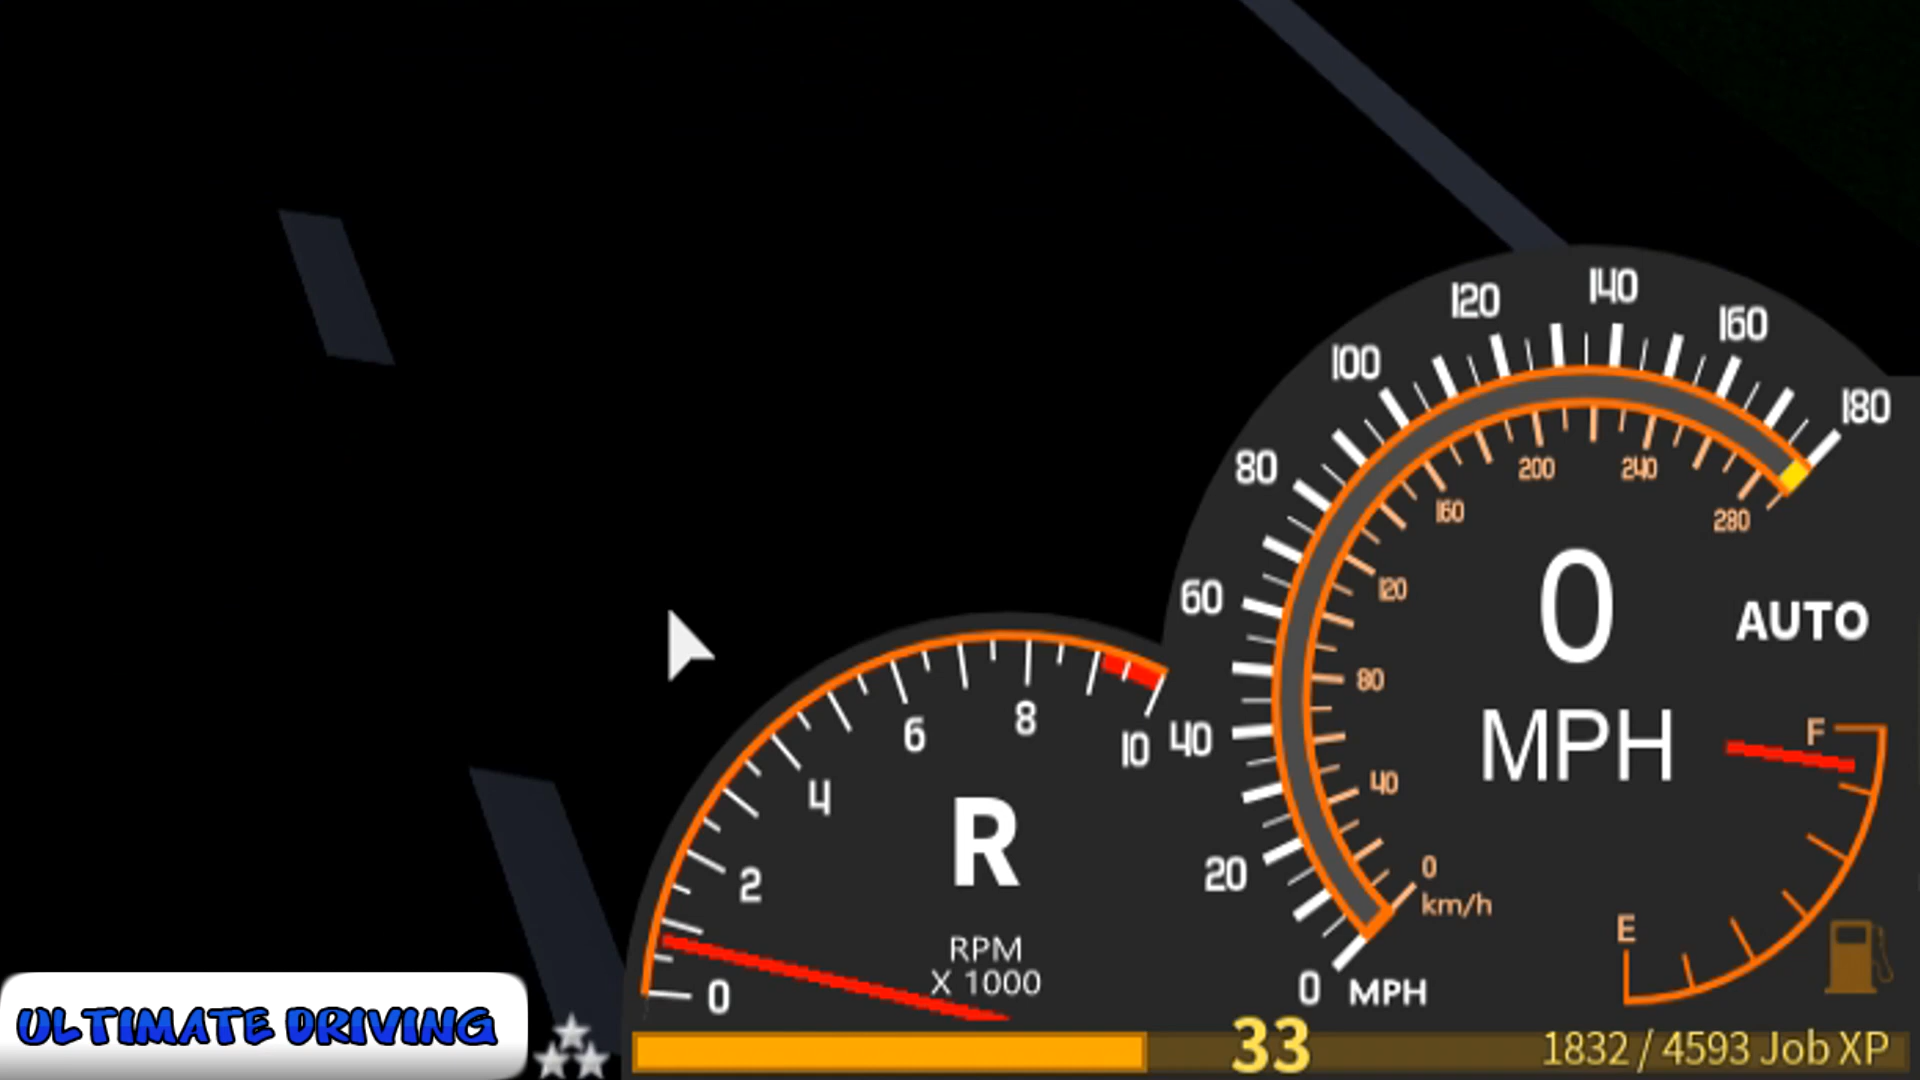 120 140 160
100 180
80
200 240
160 280
60 120
0 AUTO
80
MPH F
6 8 10 40
4 40
R
2 20 0
km/h
E
RPM
X 1000
0 0 MPH
ULTIMATE DRIVING
33 1832 / 4593 Job XP